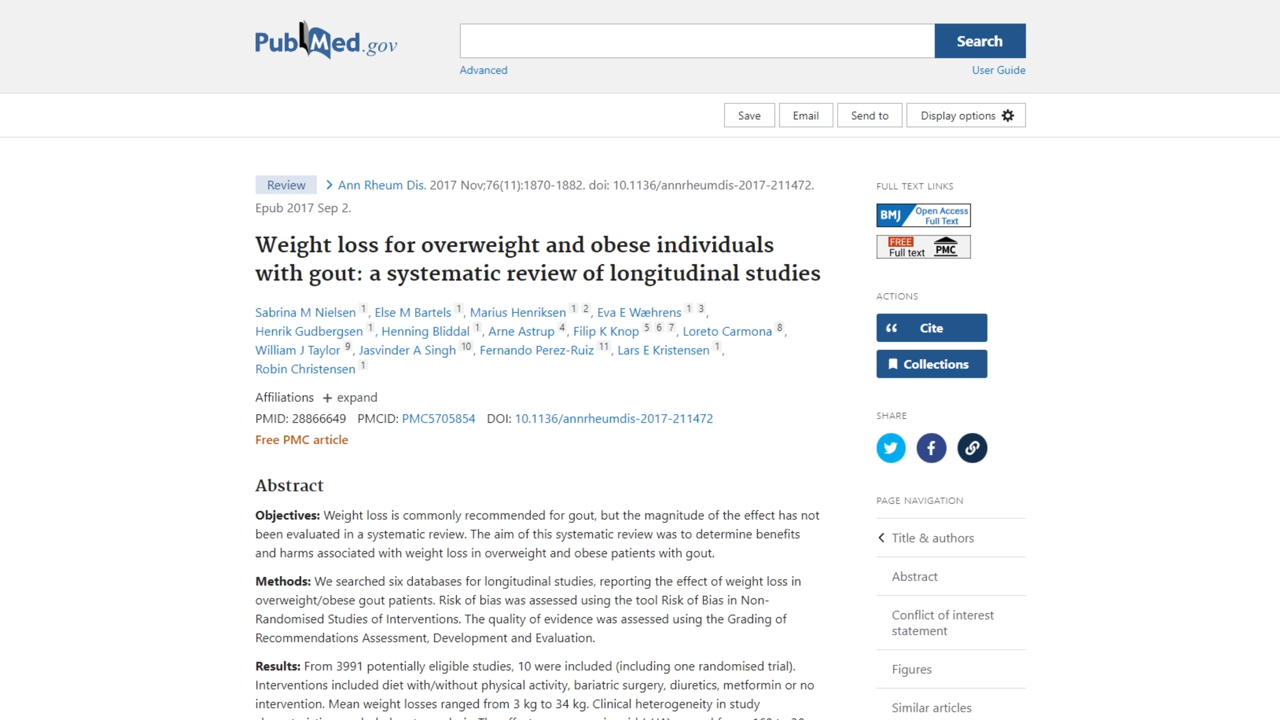 PubMed.gov
Search
Advanced
User Guide
Save
Email
Send to
Display options
Review
Ann Rheum Dis. 2017 Nov;76(11):1870-1882. doi: 10.1136/annrheumdis-2017-211472.
Epub 2017 Sep 2.
Weight loss for overweight and obese individuals
with gout: a systematic review of longitudinal studies
Sabrina M Nielsen 1, Else M Bartels 1, Marius Henriksen 1 2, Eva E Wæhrens 1 3,
Henrik Gudbergsen 1, Henning Bliddal 1, Arne Astrup 4, Filip K Knop 5 6 7, Loreto Carmona 8,
William J Taylor 9, Jasvinder A Singh 10, Fernando Perez-Ruiz 11, Lars E Kristensen 1,
Robin Christensen 1
Affiliations + expand
PMID: 28866649 PMCID: PMC5705854 DOI: 10.1136/annrheumdis-2017-211472
Free PMC article
Abstract
Objectives: Weight loss is commonly recommended for gout, but the magnitude of the effect has not
been evaluated in a systematic review. The aim of this systematic review was to determine benefits
and harms associated with weight loss in overweight and obese patients with gout.
Methods: We searched six databases for longitudinal studies, reporting the effect of weight loss in
overweight/obese gout patients. Risk of bias was assessed using the tool Risk of Bias in Non-
Randomised Studies of Interventions. The quality of evidence was assessed using the Grading of
Recommendations Assessment, Development and Evaluation.
Results: From 3991 potentially eligible studies, 10 were included (including one randomised trial).
Interventions included diet with/without physical activity, bariatric surgery, diuretics, metformin or no
intervention. Mean weight losses ranged from 3 kg to 34 kg. Clinical heterogeneity in study
FULL TEXT LINKS
BMJ Open Access
Full Text
FREE
Full text PMC
ACTIONS
Cite
Collections
SHARE
PAGE NAVIGATION
Title & authors
Abstract
Conflict of interest
statement
Figures
Similar articles